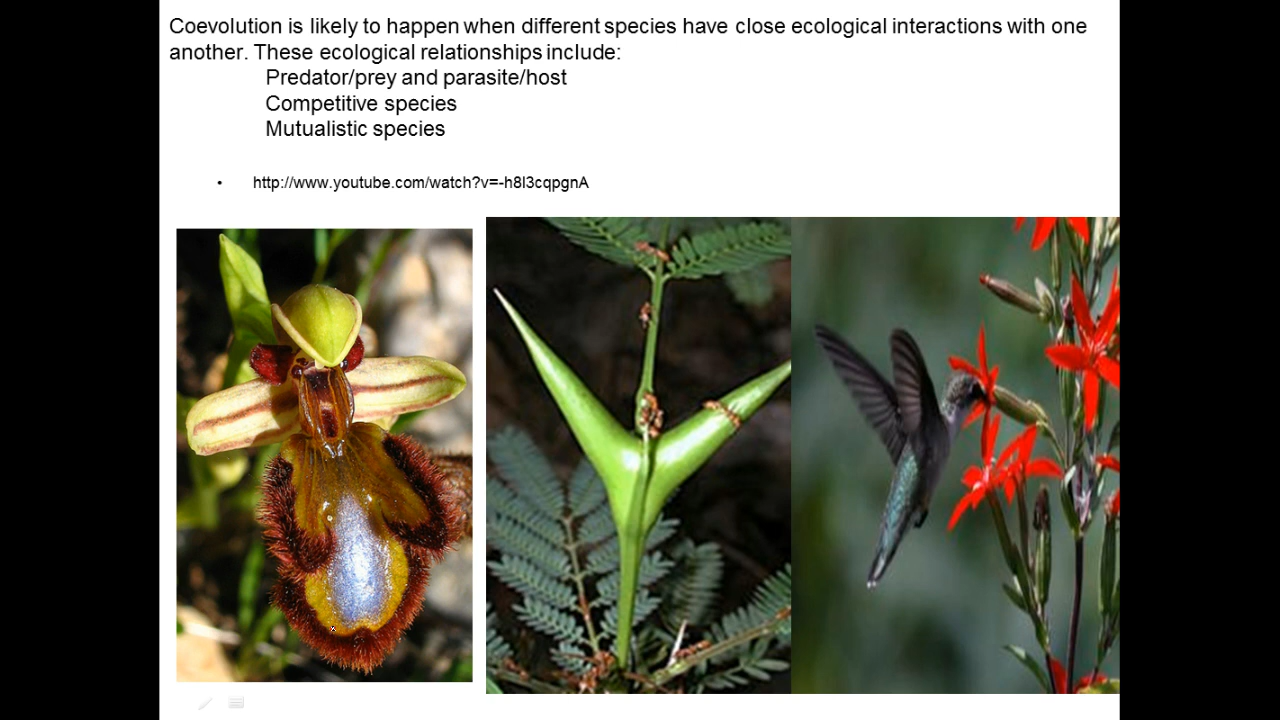 Coevolution is likely to happen when different species have close ecological interactions with one
another. These ecological relationships include:
Predator/prey and parasite/host
Competitive species
Mutualistic species
• http://www.youtube.com/watch?v=-h8I3cqpgnA